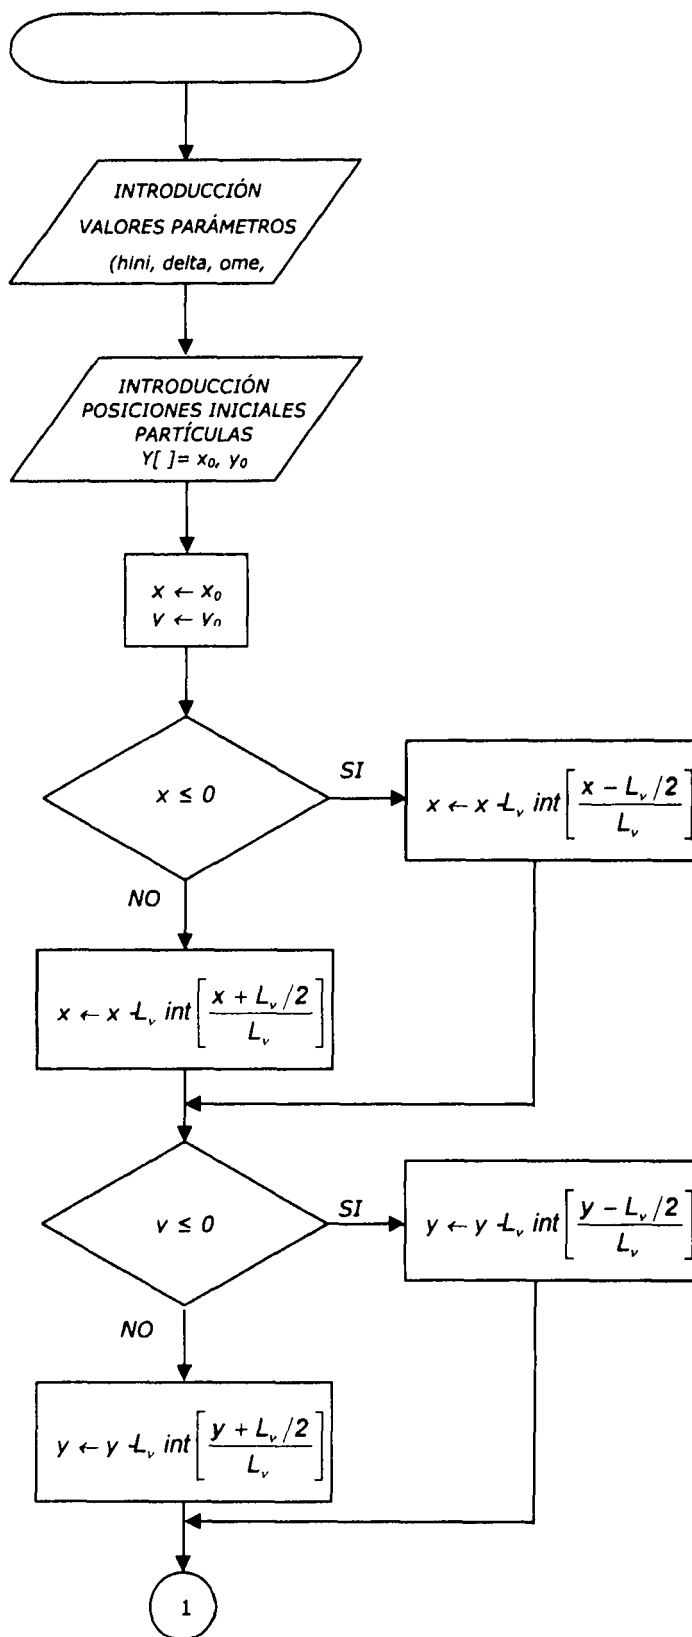 INTRODUCCIÓN
VALORES PARÁMETROS
(hini, delta, ome,
INTRODUCCIÓN
POSICIONES INICIALES
PARTÍCULAS
Y[ ]= x₀, y₀
x ← x₀
v ← v₀
x ≤ 0
SI
x ← x -Lᵥ int[(x − Lᵥ/2)/Lᵥ]
NO
x ← x -Lᵥ int[(x + Lᵥ/2)/Lᵥ]
v ≤ 0
SI
y ← y -Lᵥ int[(y − Lᵥ/2)/Lᵥ]
NO
y ← y -Lᵥ int[(y + Lᵥ/2)/Lᵥ]
1